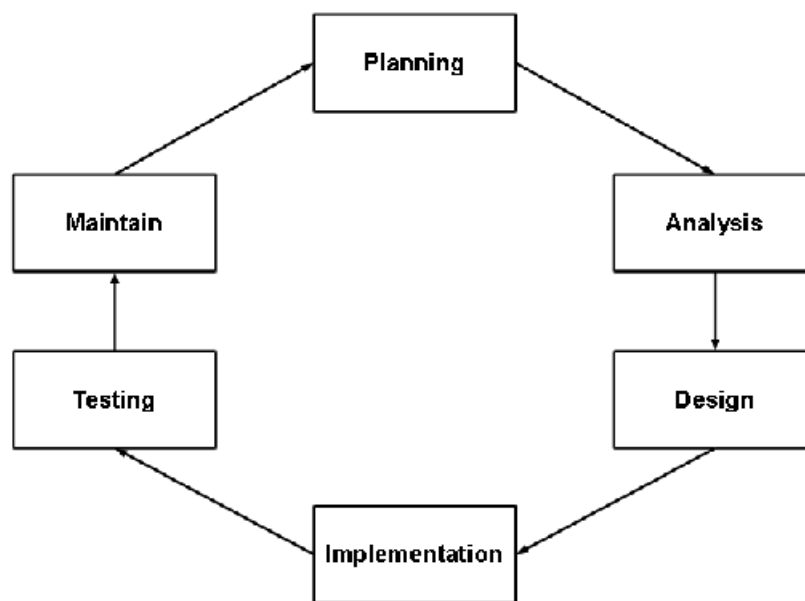 Planning
Analysis
Design
Implementation
Testing
Maintain